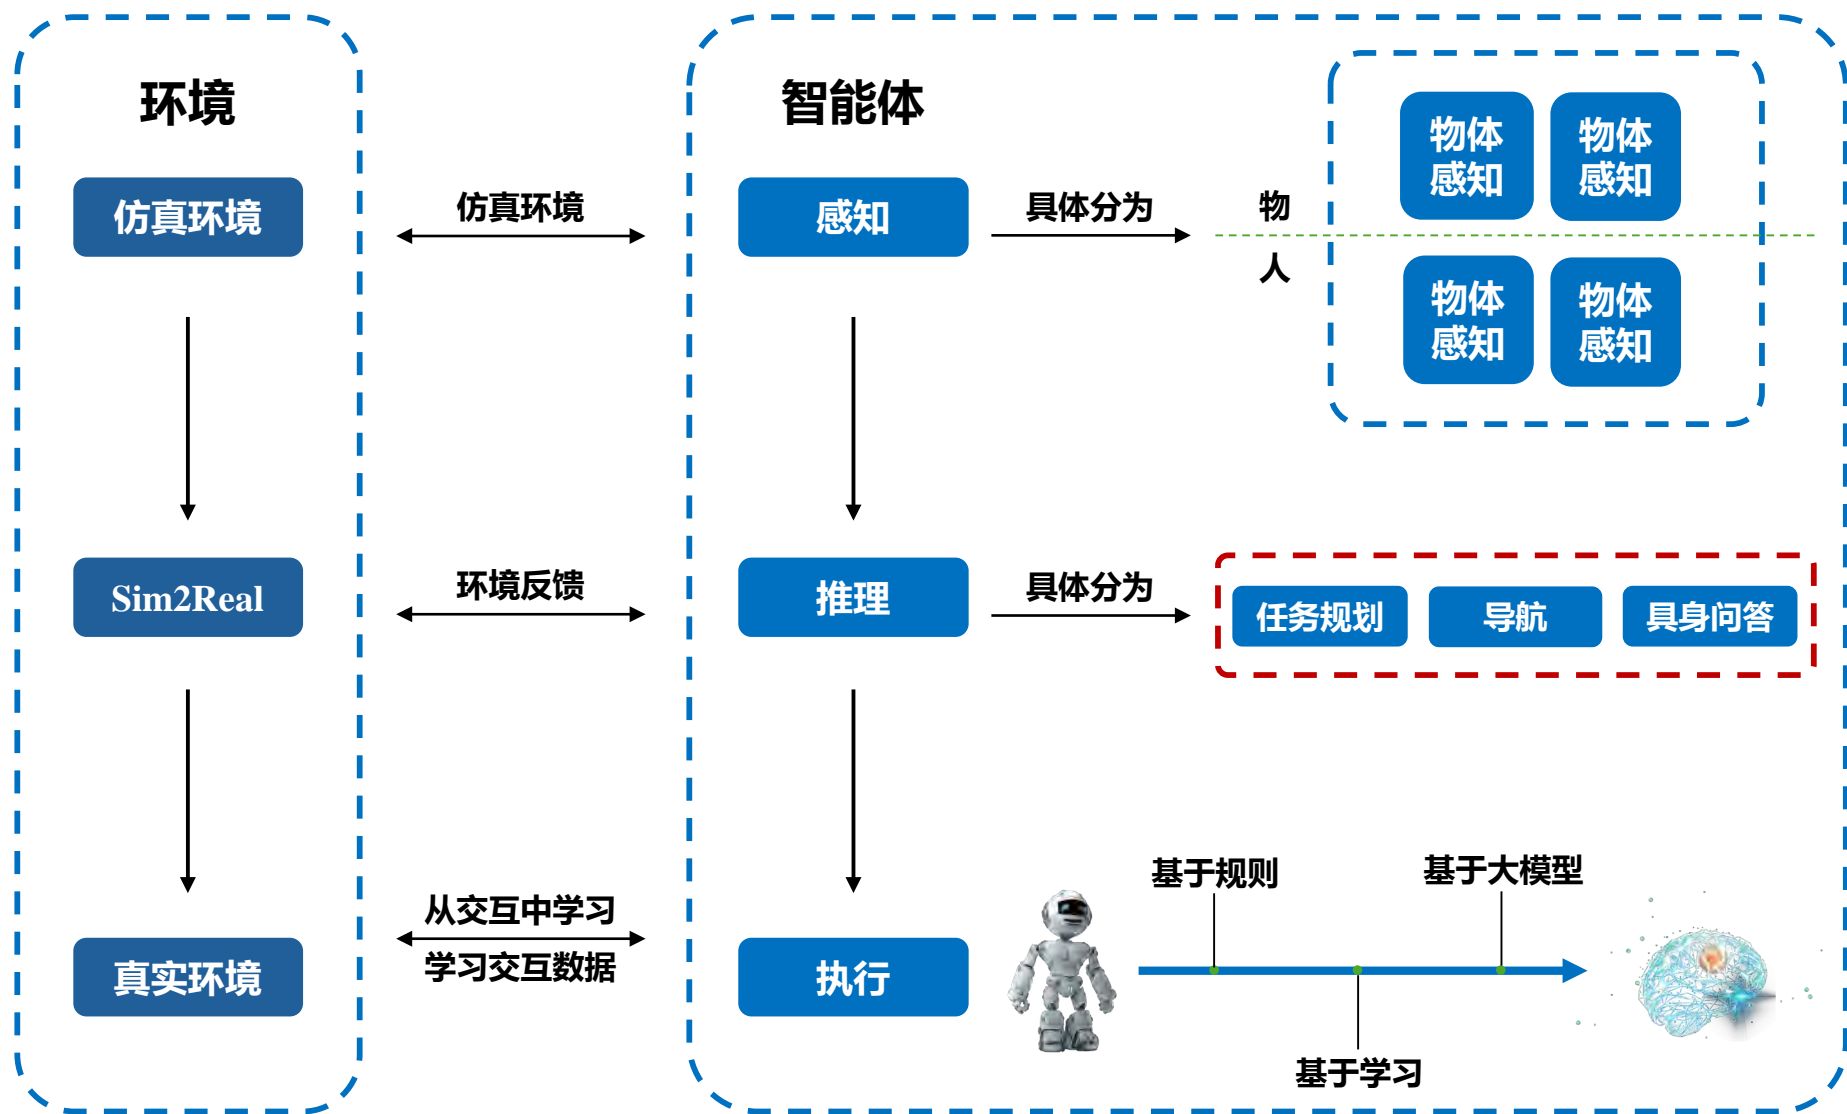 环境
智能体
仿真环境
仿真环境
感知
具体分为
物
人
物体
感知
物体
感知
物体
感知
物体
感知
Sim2Real
环境反馈
推理
具体分为
任务规划
导航
具身问答
真实环境
从交互中学习
学习交互数据
执行
基于规则
基于大模型
基于学习